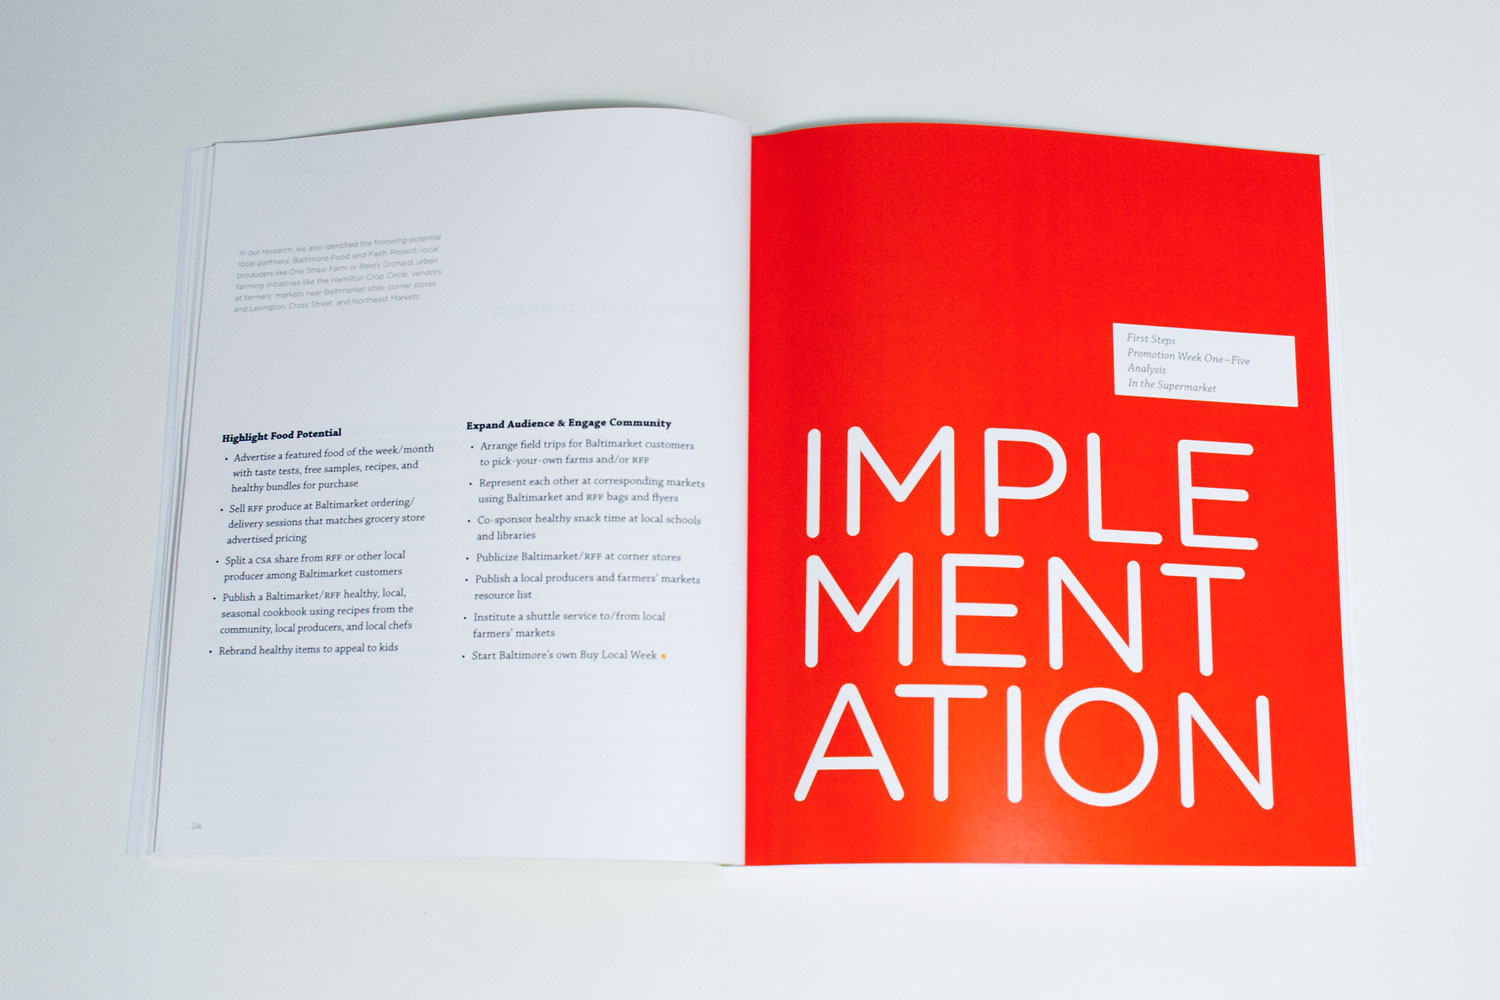 In our research, we also identified the following potential
local partners: Baltimore Food and Faith Project; local
producers like One Straw Farm or Reid's Orchard; urban
farming initiatives like the Hamilton Crop Circle; vendors
at farmers' markets near Baltimarket sites; corner stores;
and Lexington, Cross Street, and Northeast Markets.
Highlight Food Potential
• Advertise a featured food of the week/month
with taste tests, free samples, recipes, and
healthy bundles for purchase
• Sell RFF produce at Baltimarket ordering/
delivery sessions that matches grocery store
advertised pricing
• Split a CSA share from RFF or other local
producer among Baltimarket customers
• Publish a Baltimarket/RFF healthy, local,
seasonal cookbook using recipes from the
community, local producers, and local chefs
• Rebrand healthy items to appeal to kids
24
Expand Audience & Engage Community
• Arrange field trips for Baltimarket customers
to pick-your-own farms and/or RFF
• Represent each other at corresponding markets
using Baltimarket and RFF bags and flyers
• Co-sponsor healthy snack time at local schools
and libraries
• Publicize Baltimarket/RFF at corner stores
• Publish a local producers and farmers' markets
resource list
• Institute a shuttle service to/from local
farmers' markets
• Start Baltimore's own Buy Local Week
First Steps
Promotion Week One–Five
Analysis
In the Supermarket
IMPLE
MENT
ATION